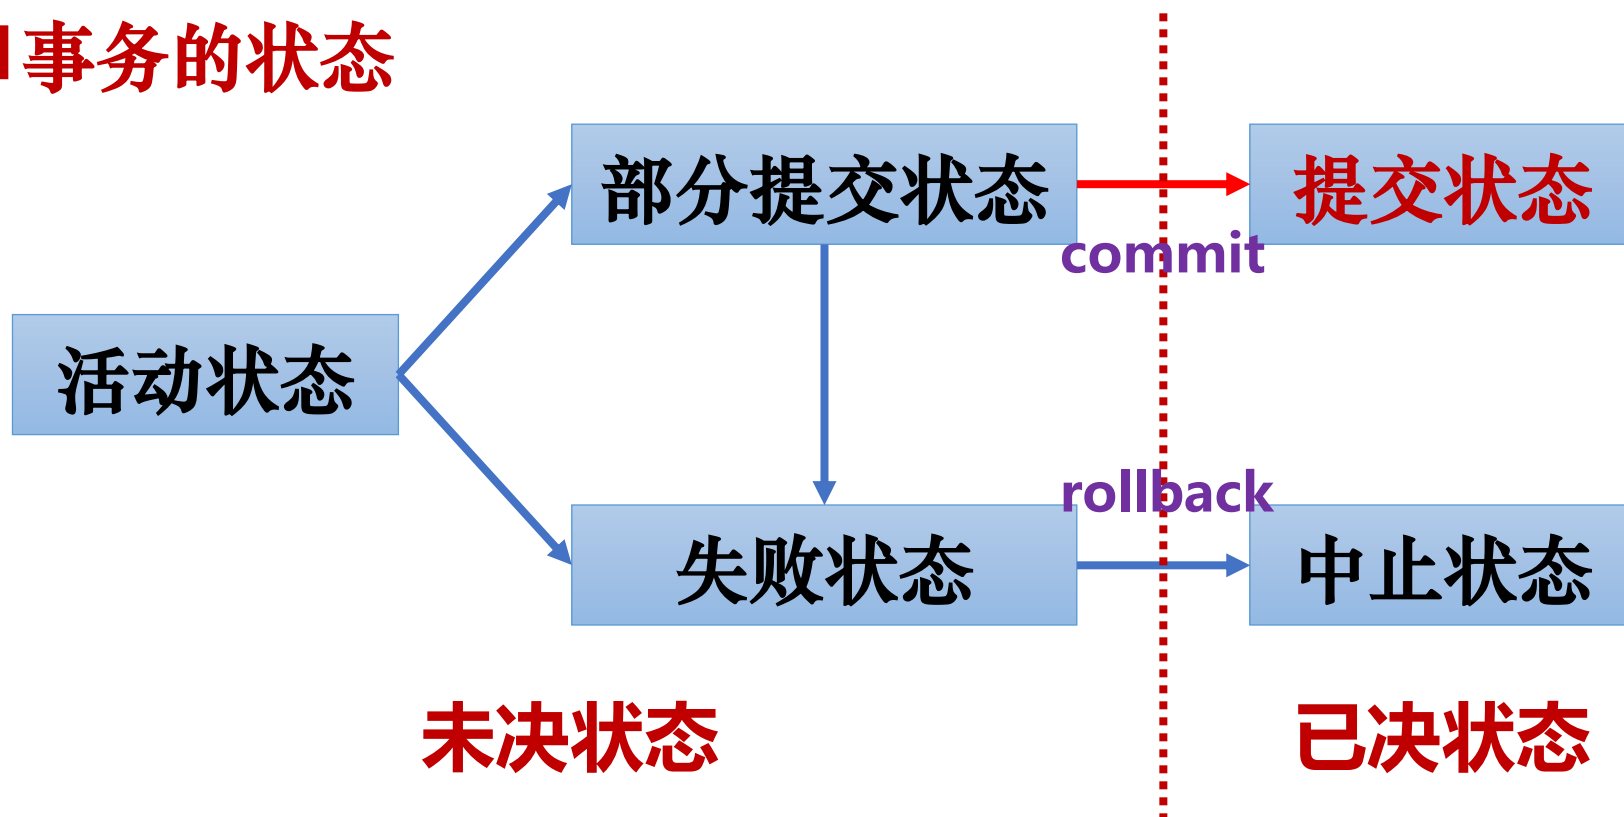 事务的状态
部分提交状态
提交状态
commit
活动状态
rollback
失败状态
中止状态
未决状态
已决状态